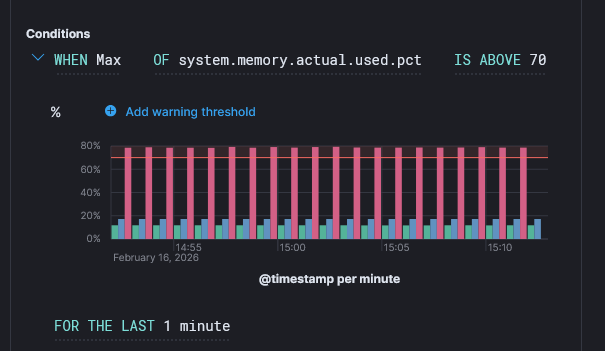 Conditions
WHEN Max OF system.memory.actual.used.pct IS ABOVE 70
% Add warning threshold
80%
60%
40%
20%
0%
14:55 15:00 15:05 15:10
February 16, 2026
@timestamp per minute
FOR THE LAST 1 minute